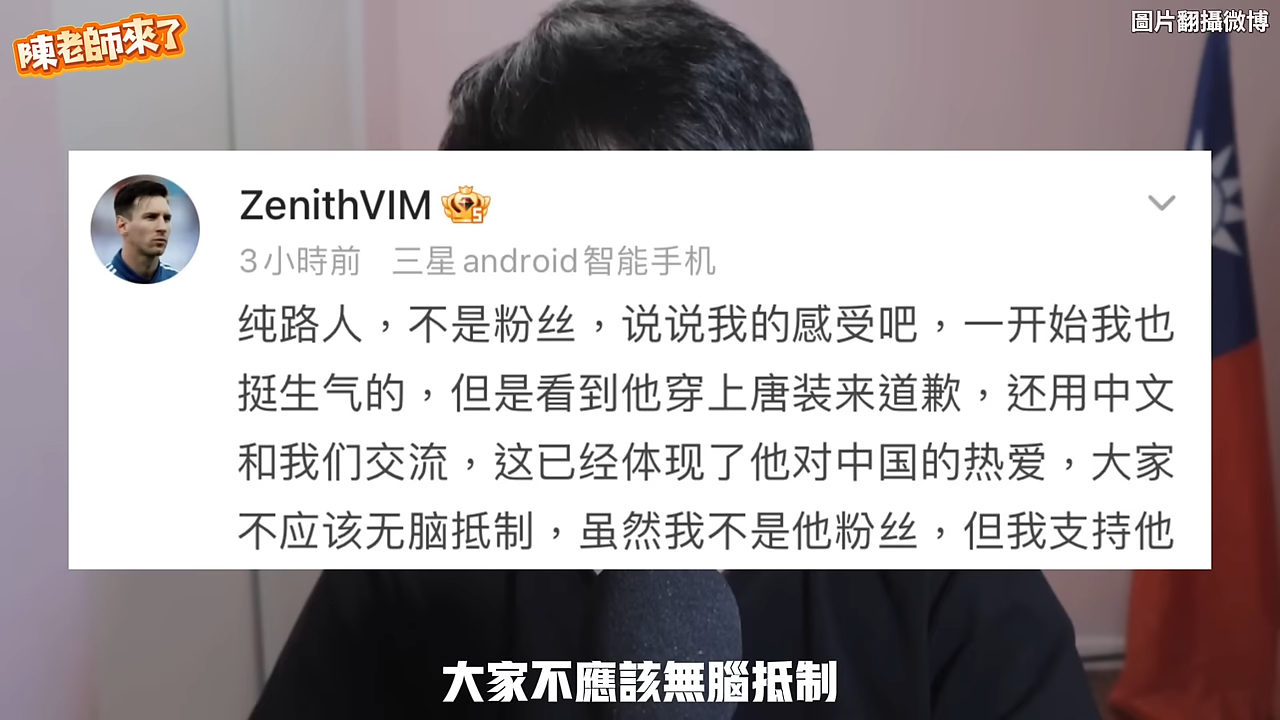 陳老師來了
圖片翻攝微博
ZenithVIM
5
3小時前 三星android智能手机
纯路人，不是粉丝，说说我的感受吧，一开始我也
挺生气的，但是看到他穿上唐装来道歉，还用中文
和我们交流，这已经体现了他对中国的热爱，大家
不应该无脑抵制，虽然我不是他粉丝，但我支持他
大家不應該無腦抵制